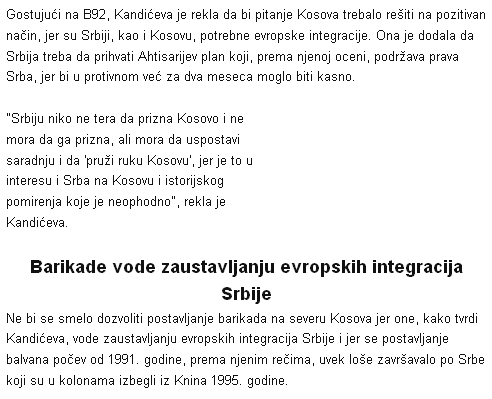 Gostujući na B92, Kandićeva je rekla da bi pitanje Kosova trebalo rešiti na pozitivan
način, jer su Srbiji, kao i Kosovu, potrebne evropske integracije. Ona je dodala da
Srbija treba da prihvati Ahtisarijev plan koji, prema njenoj oceni, podržava prava
Srba, jer bi u protivnom već za dva meseca moglo biti kasno.
"Srbiju niko ne tera da prizna Kosovo i ne
mora da ga prizna, ali mora da uspostavi
saradnju i da 'pruži ruku Kosovu', jer je to u
interesu i Srba na Kosovu i istorijskog
pomirenja koje je neophodno", rekla je
Kandićeva.
Barikade vode zaustavljanju evropskih integracija
Srbije
Ne bi se smelo dozvoliti postavljanje barikada na severu Kosova jer one, kako tvrdi
Kandićeva, vode zaustavljanju evropskih integracija Srbije i jer se postavljanje
balvana počev od 1991. godine, prema njenim rečima, uvek loše završavalo po Srbe
koji su u kolonama izbegli iz Knina 1995. godine.